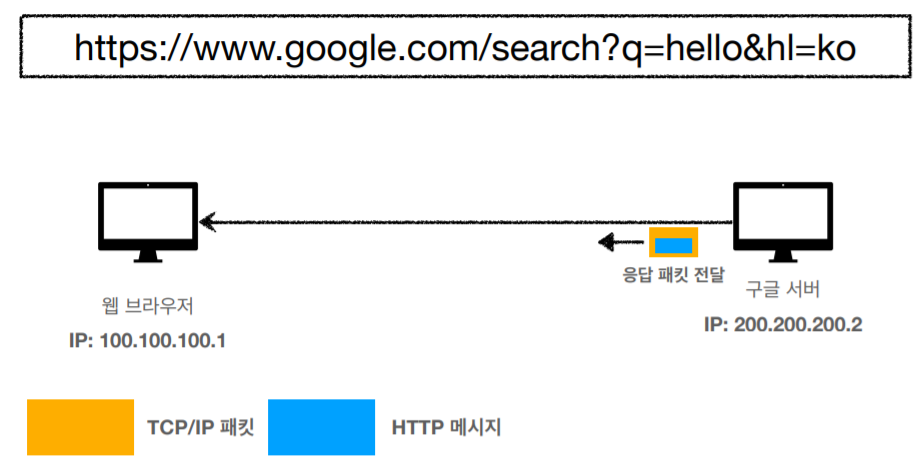 https://www.google.com/search?q=hello&hl=ko
응답 패킷 전달
웹 브라우저
구글 서버
IP: 100.100.100.1
IP: 200.200.200.2
TCP/IP 패킷
HTTP 메시지